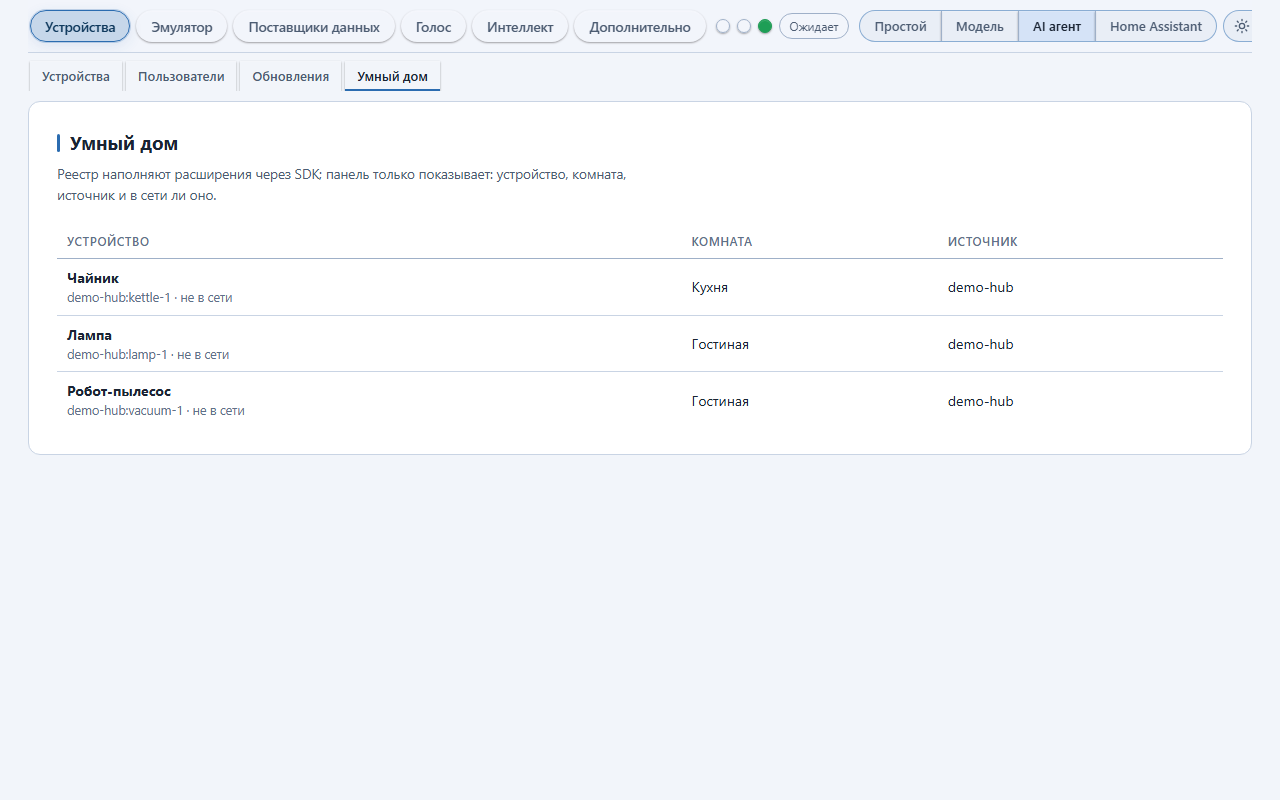 Устройства Эмулятор Поставщики данных Голос Интеллект Дополнительно Ожидает Простой Модель AI агент Home Assistant
Устройства Пользователи Обновления Умный дом
Умный дом
Реестр наполняют расширения через SDK; панель только показывает: устройство, комната,
источник и в сети ли оно.
УСТРОЙСТВО КОМНАТА ИСТОЧНИК
Чайник
demo-hub:kettle-1 · не в сети
Кухня demo-hub
Лампа
demo-hub:lamp-1 · не в сети
Гостиная demo-hub
Робот-пылесос
demo-hub:vacuum-1 · не в сети
Гостиная demo-hub